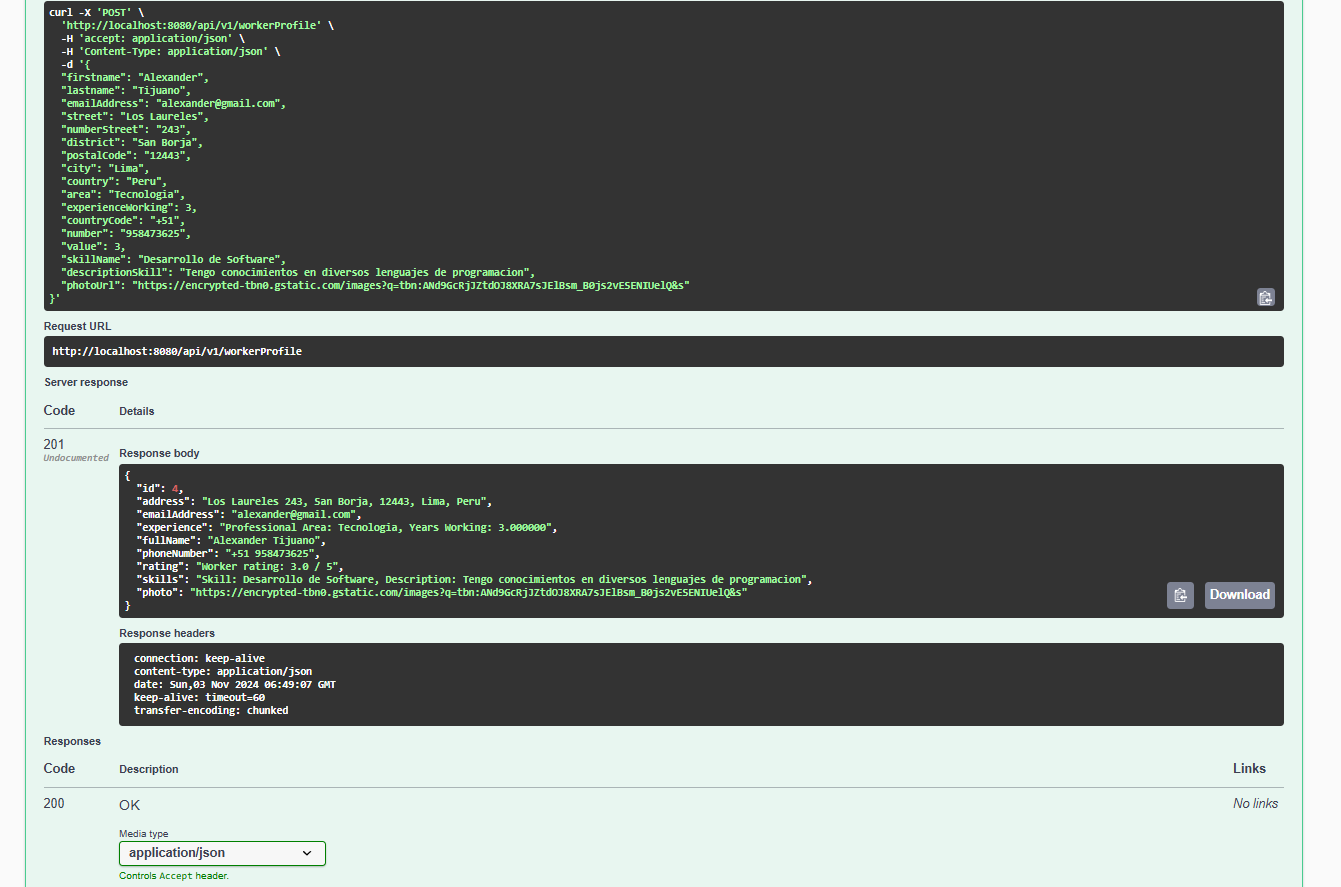 curl -X 'POST' \
'http://localhost:8080/api/v1/workerProfile' \
-H 'accept: application/json' \
-H 'Content-Type: application/json' \
-d '{
"firstname": "Alexander",
"lastname": "Tijuano",
"emailAddress": "alexander@gmail.com",
"street": "Los Laureles",
"numberStreet": "243",
"district": "San Borja",
"postalCode": "12443",
"city": "Lima",
"country": "Peru",
"area": "Tecnologia",
"experienceWorking": 3,
"countryCode": "+51",
"number": "958473625",
"value": 3,
"skillName": "Desarrollo de Software",
"descriptionSkill": "Tengo conocimientos en diversos lenguajes de programacion",
"photoUrl": "https://encrypted-tbn0.gstatic.com/images?q=tbn:ANd9GcRjJZtdOJ8XRA7sJElBsm_B0js2vE5ENIUelQ&s"
}'
Request URL
http://localhost:8080/api/v1/workerProfile
Server response
Code Details
201
Undocumented
Response body
{
"id": 4,
"address": "Los Laureles 243, San Borja, 12443, Lima, Peru",
"emailAddress": "alexander@gmail.com",
"experience": "Professional Area: Tecnologia, Years Working: 3.000000",
"fullName": "Alexander Tijuano",
"phoneNumber": "+51 958473625",
"rating": "Worker rating: 3.0 / 5",
"skills": "Skill: Desarrollo de Software, Description: Tengo conocimientos en diversos lenguajes de programacion",
"photo": "https://encrypted-tbn0.gstatic.com/images?q=tbn:ANd9GcRjJZtdOJ8XRA7sJElBsm_B0js2vE5ENIUelQ&s"
}
Download
Response headers
connection: keep-alive
content-type: application/json
date: Sun,03 Nov 2024 06:49:07 GMT
keep-alive: timeout=60
transfer-encoding: chunked
Responses
Code Description Links
200 OK No links
Media type
application/json
Controls Accept header.